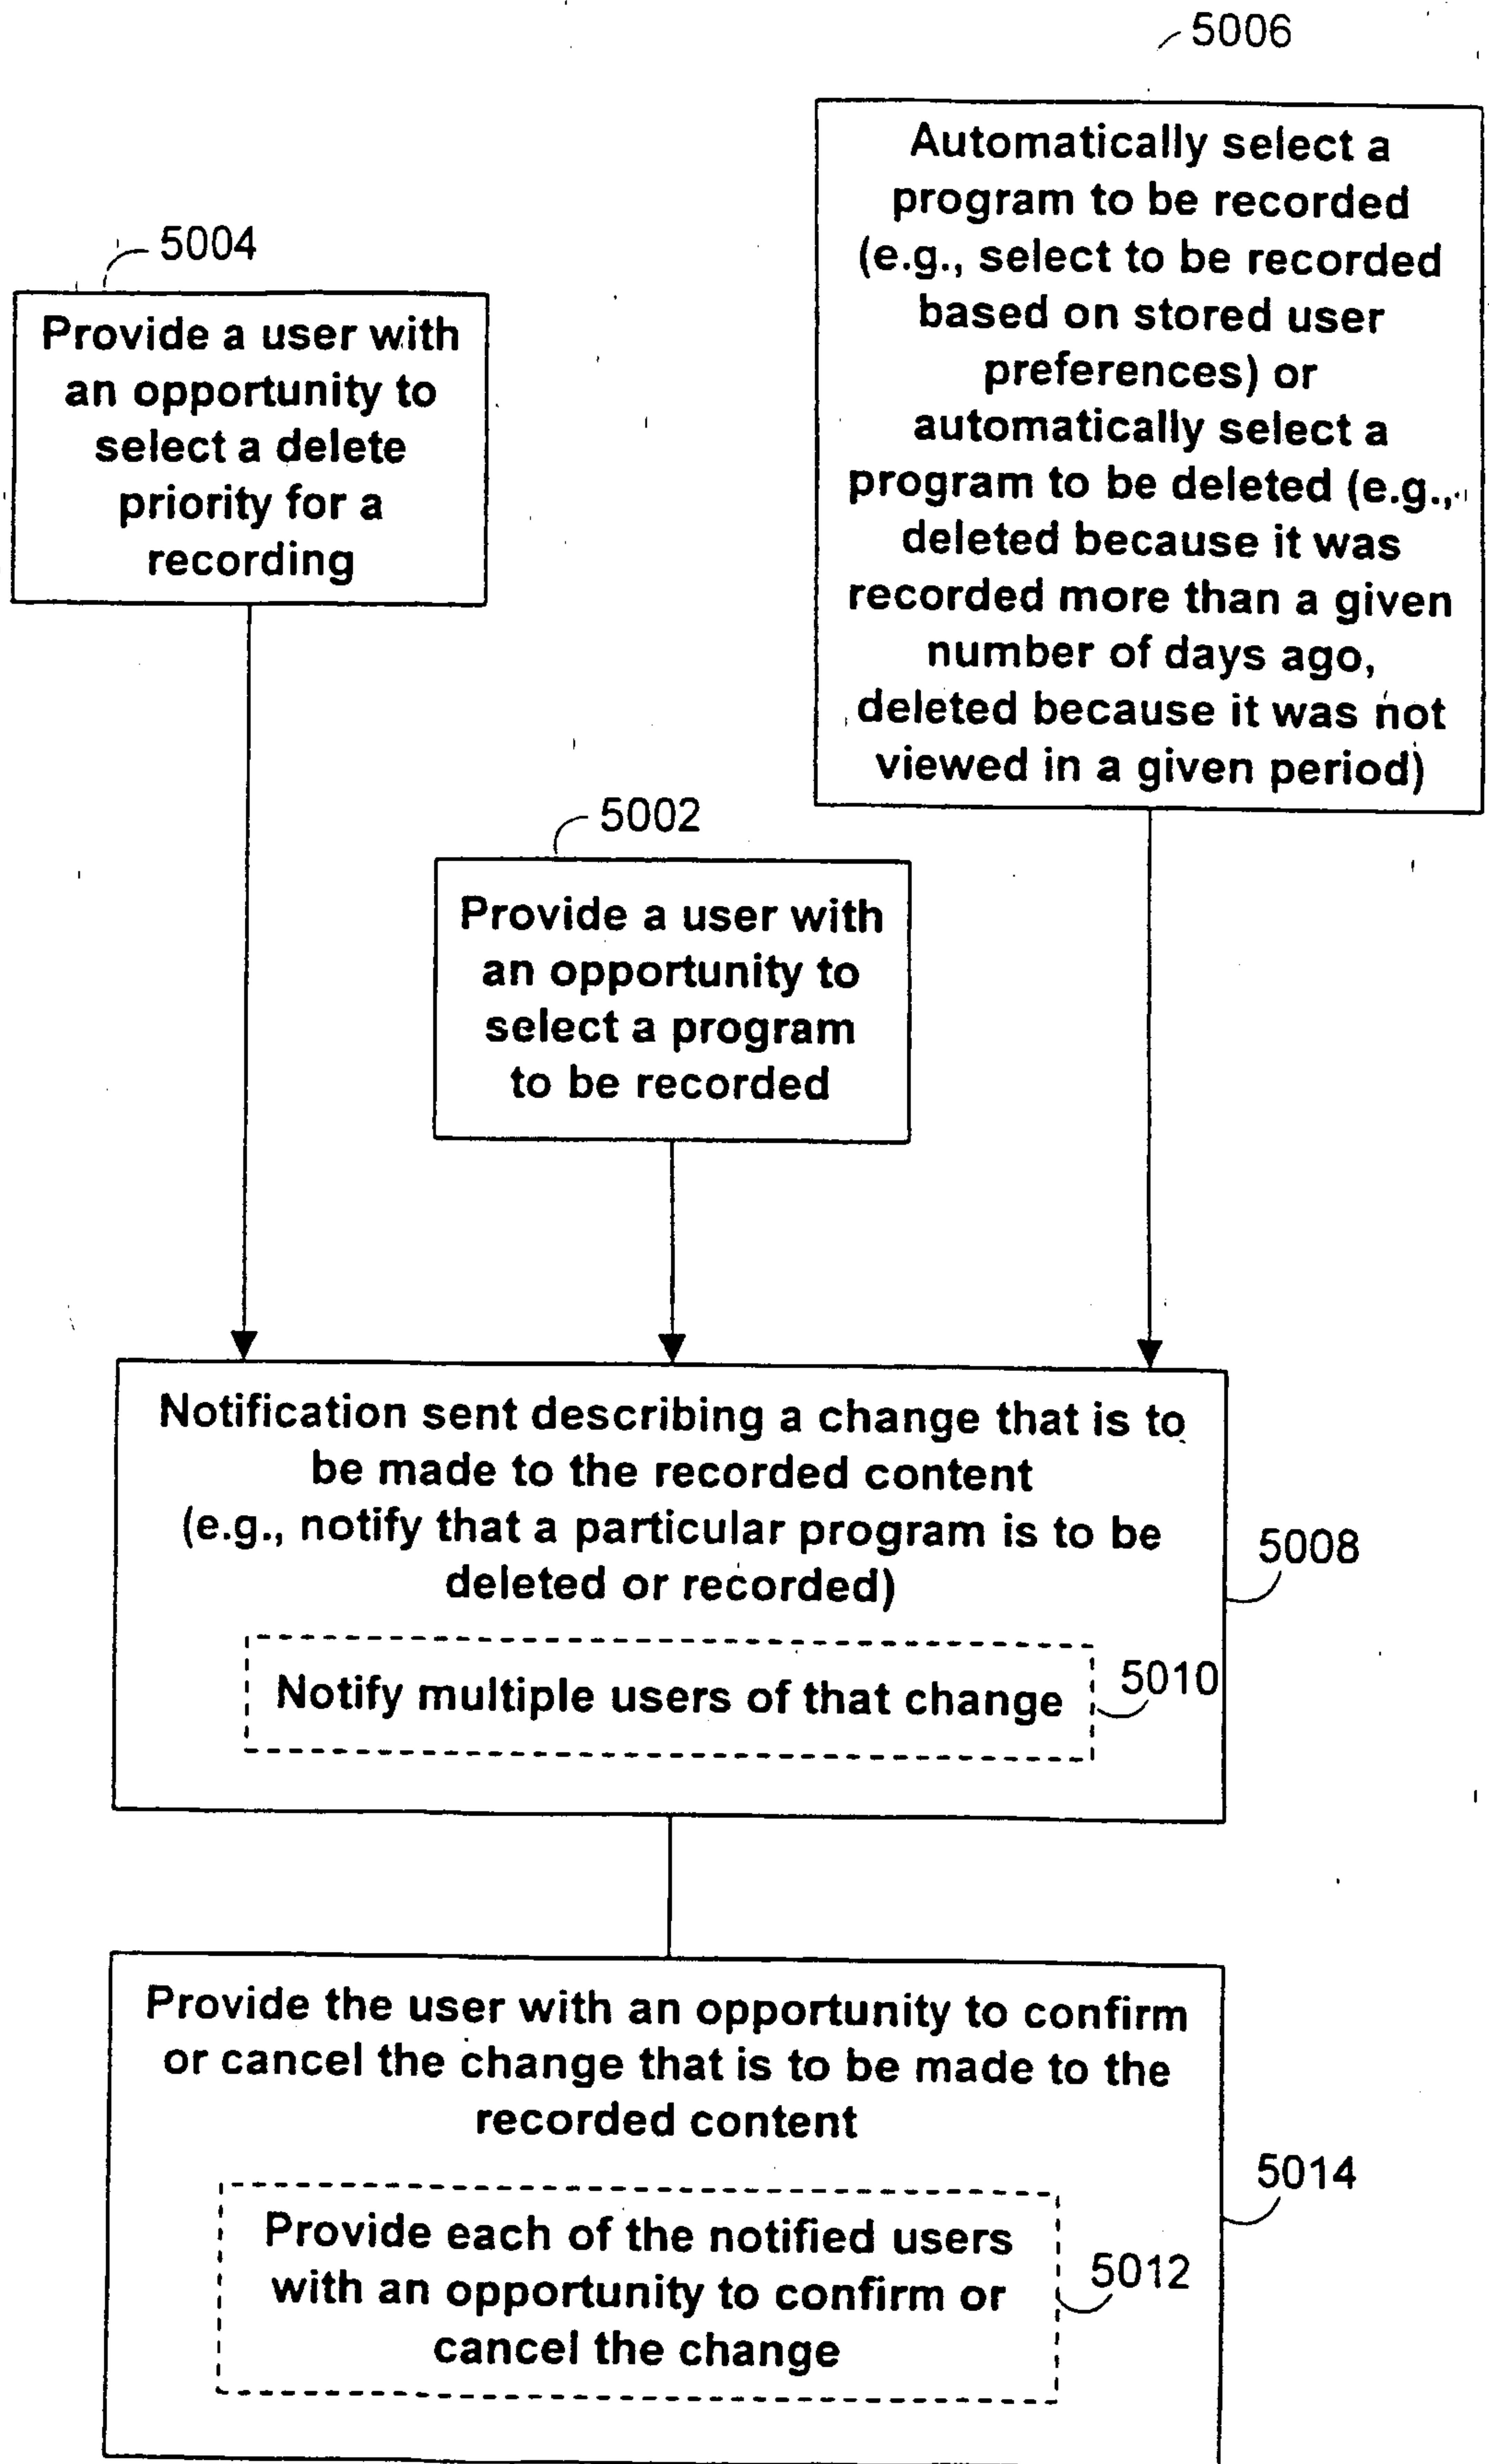 5006
Automatically select a
program to be recorded
(e.g., select to be recorded
based on stored user
preferences) or
automatically select a
program to be deleted (e.g.,
deleted because it was
recorded more than a given
number of days ago,
deleted because it was not
viewed in a given period)
5004
Provide a user with
an opportunity to
select a delete
priority for a
recording
5002
Provide a user with
an opportunity to
select a program
to be recorded
Notification sent describing a change that is to
be made to the recorded content
(e.g., notify that a particular program is to be
deleted or recorded)
5008
Notify multiple users of that change
5010
Provide the user with an opportunity to confirm
or cancel the change that is to be made to the
recorded content
5014
Provide each of the notified users
with an opportunity to confirm or
cancel the change
5012